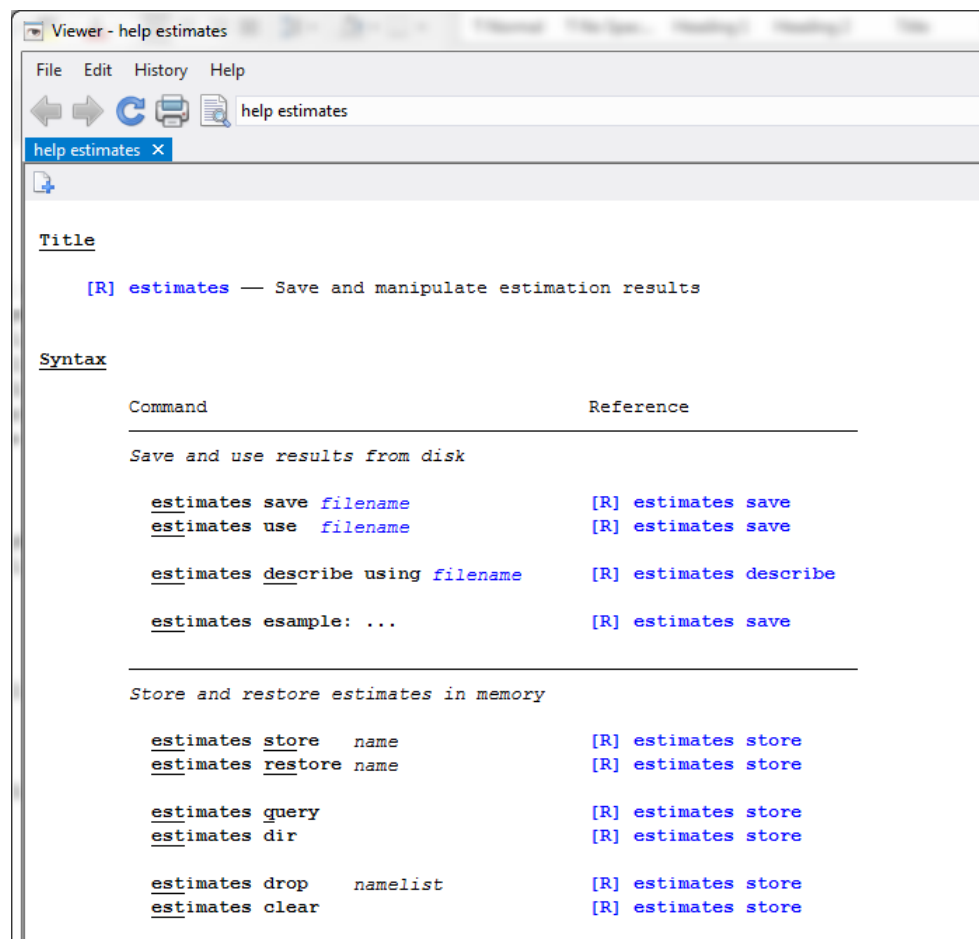 Viewer - help estimates
File Edit History Help
help estimates
help estimates ×
Title
[R] estimates — Save and manipulate estimation results
Syntax
Command Reference
Save and use results from disk
estimates save filename [R] estimates save
estimates use filename [R] estimates save
estimates describe using filename [R] estimates describe
estimates esample: ... [R] estimates save
Store and restore estimates in memory
estimates store name [R] estimates store
estimates restore name [R] estimates store
estimates query [R] estimates store
estimates dir [R] estimates store
estimates drop namelist [R] estimates store
estimates clear [R] estimates store